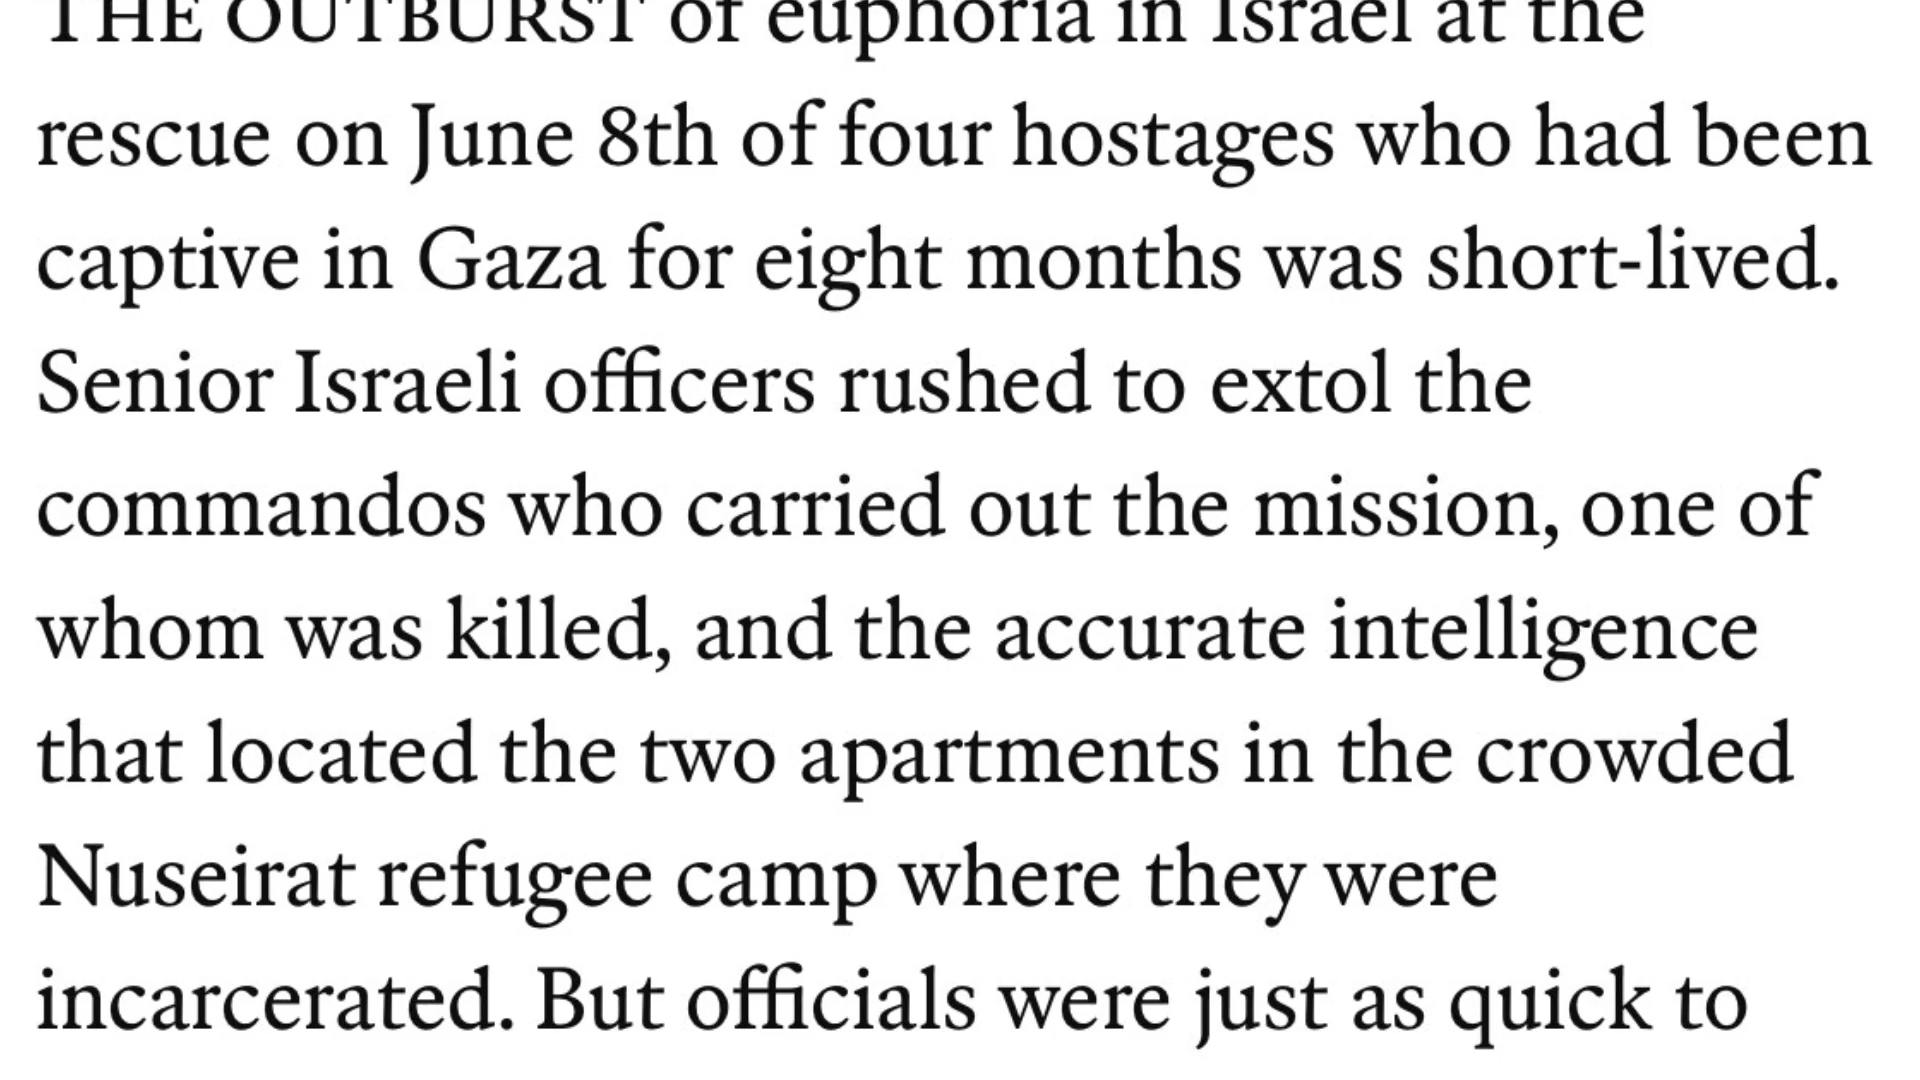 THE OUTBURST of euphoria in Israel at the
rescue on June 8th of four hostages who had been
captive in Gaza for eight months was short-lived.
Senior Israeli officers rushed to extol the
commandos who carried out the mission, one of
whom was killed, and the accurate intelligence
that located the two apartments in the crowded
Nuseirat refugee camp where they were
incarcerated. But officials were just as quick to